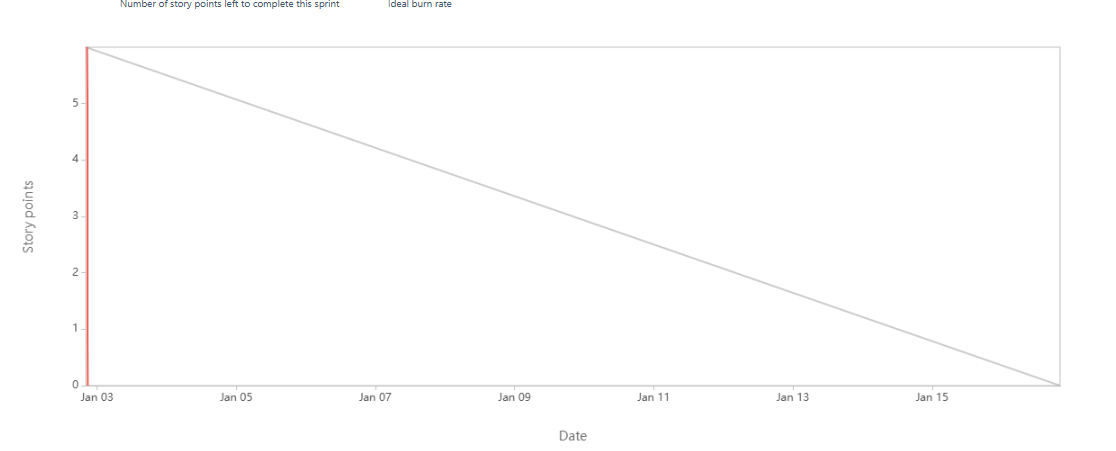 Number of story points left to complete this sprint Ideal burn rate
5
4
3
2
1
0
Story points
Jan 03 Jan 05 Jan 07 Jan 09 Jan 11 Jan 13 Jan 15
Date